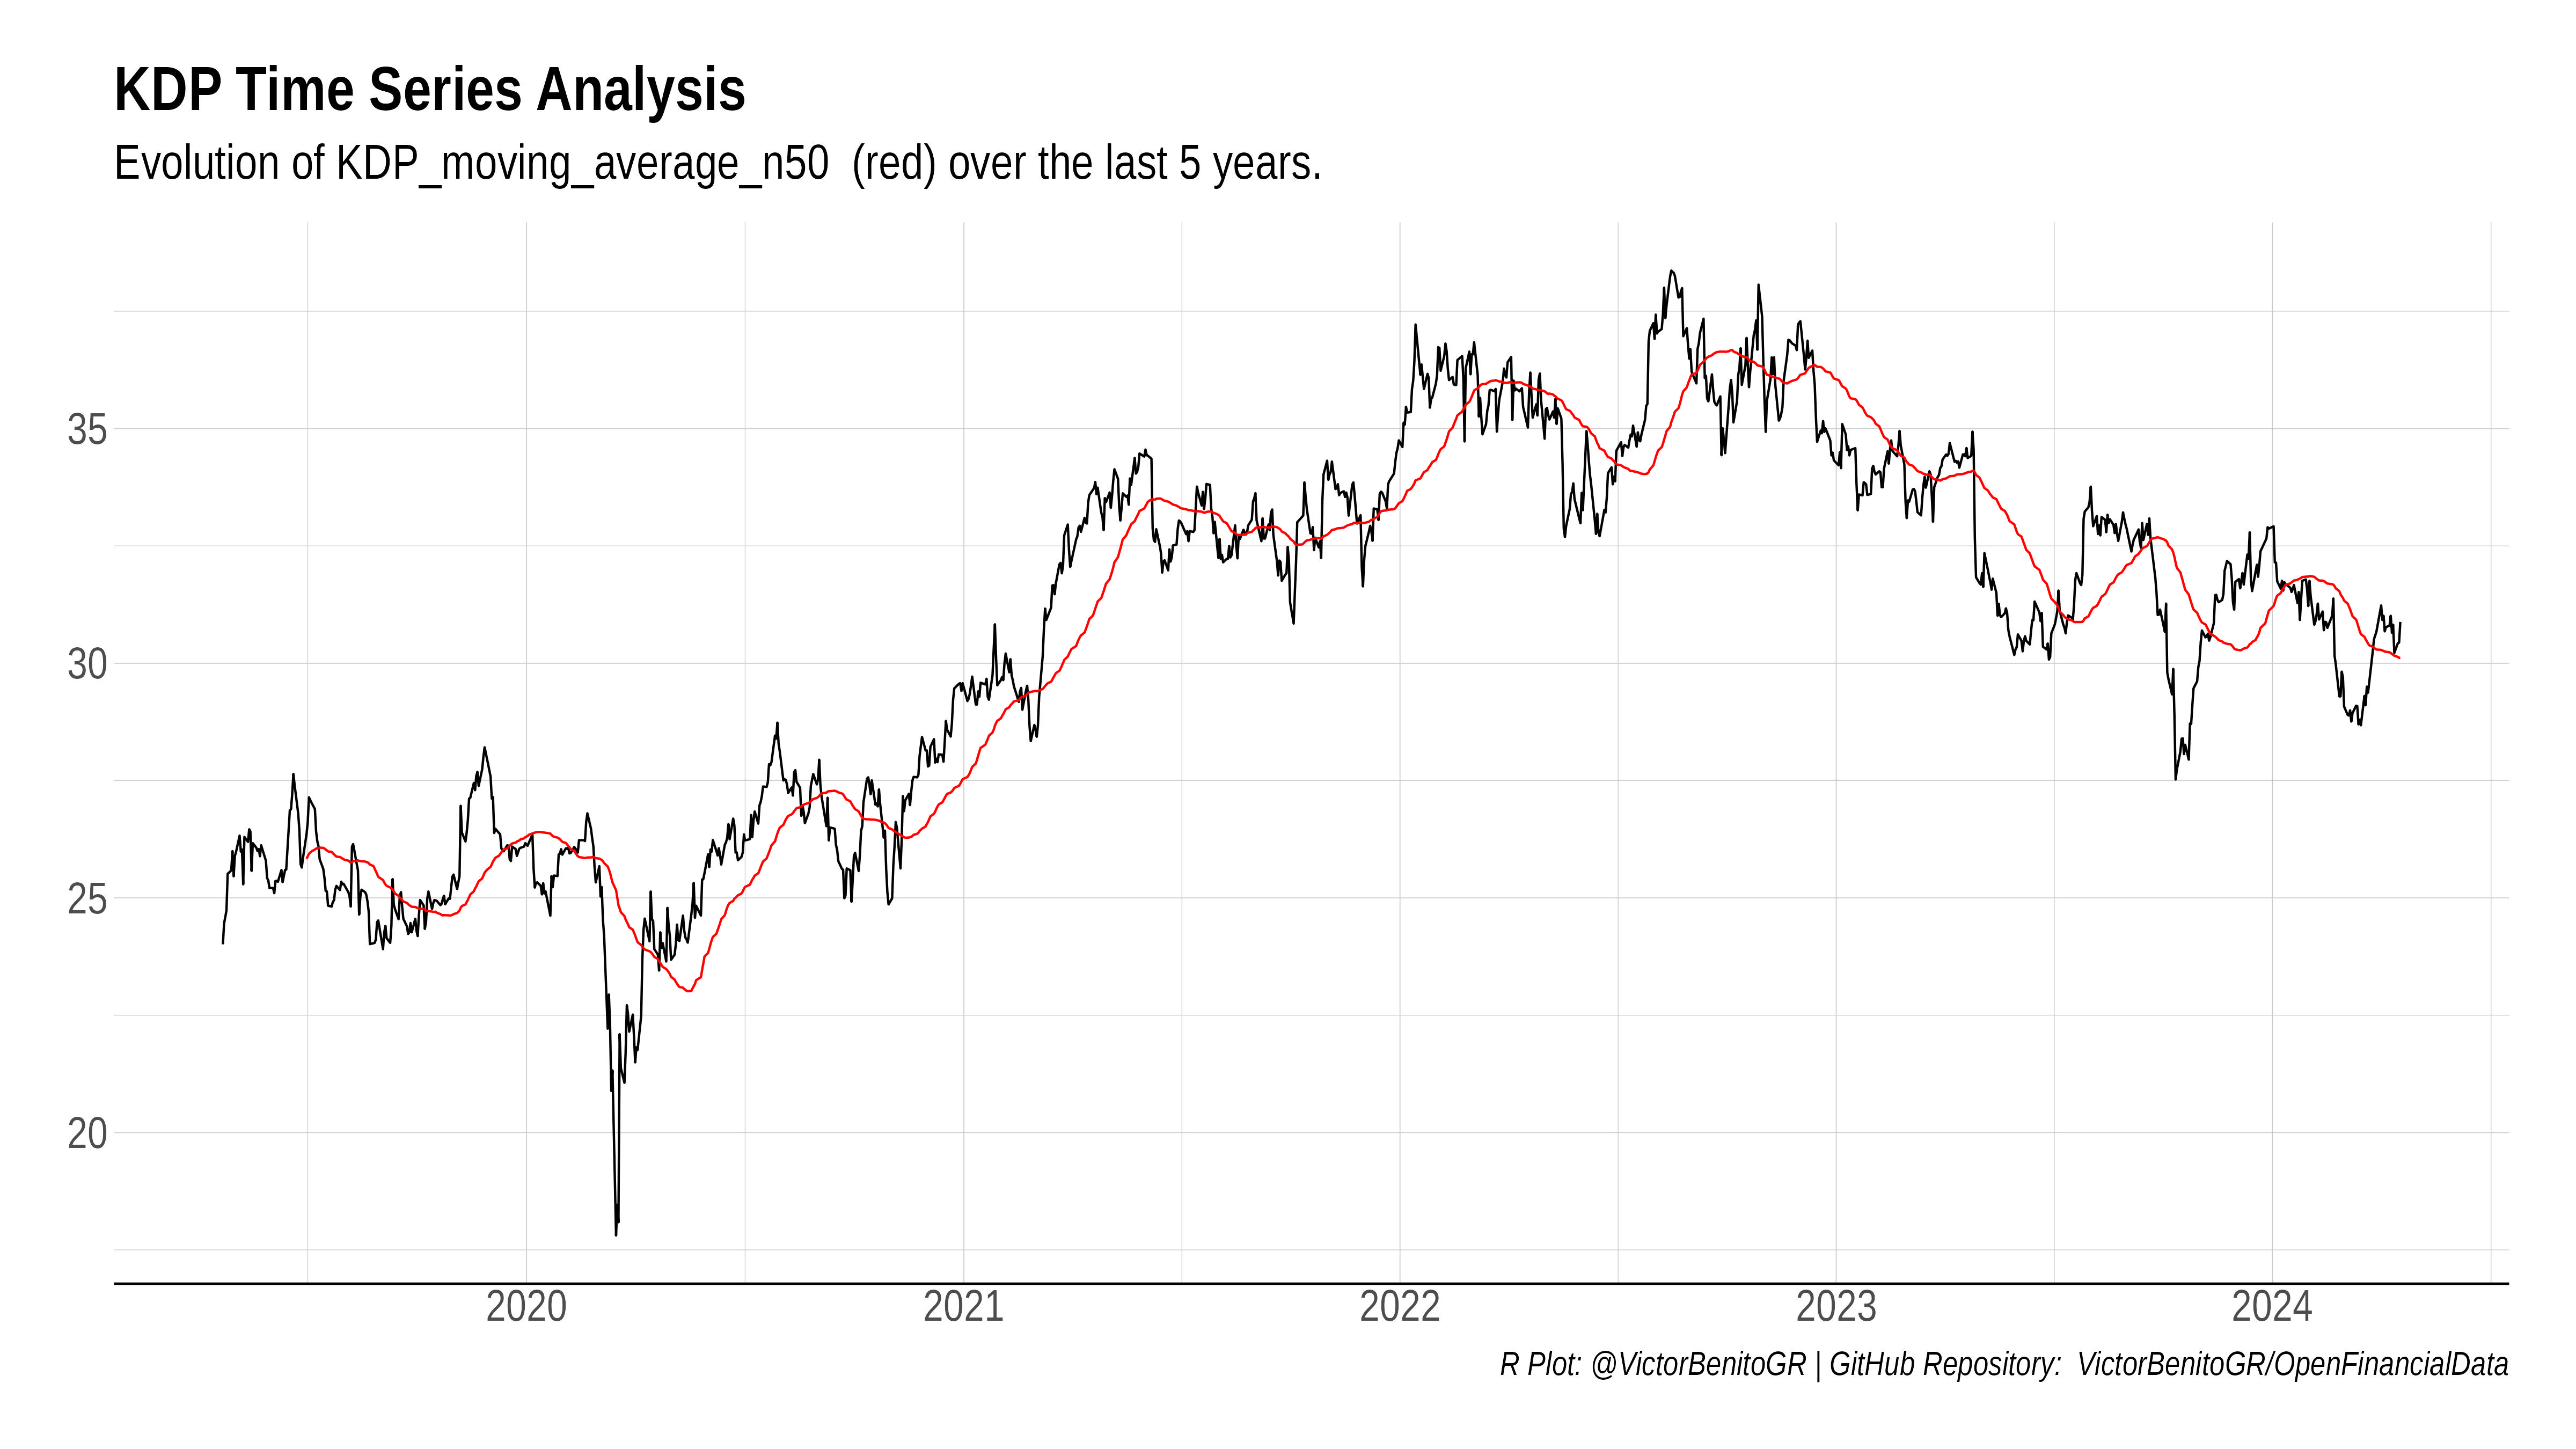 KDP Time Series Analysis
Evolution of KDP_moving_average_n50  (red) over the last 5 years.
35
30
25
20
2020 2021 2022 2023 2024
R Plot: @VictorBenitoGR | GitHub Repository:  VictorBenitoGR/OpenFinancialData